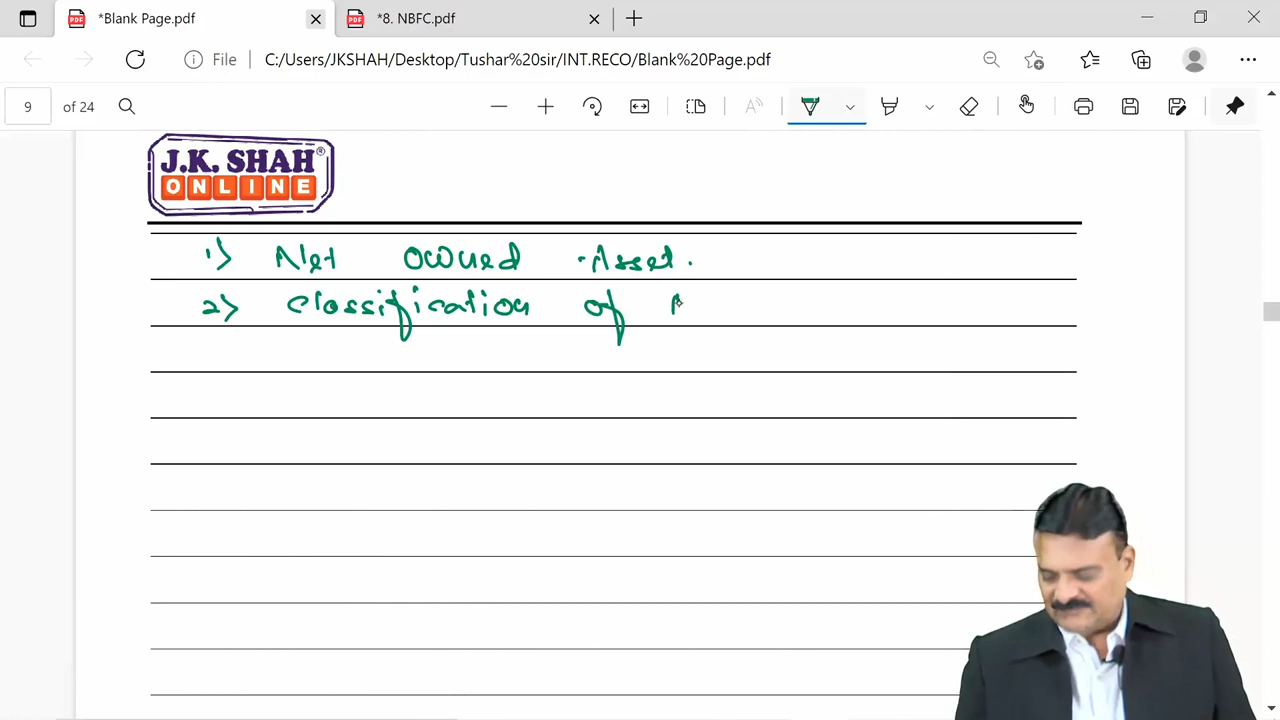 *Blank Page.pdf
*8. NBFC.pdf
File C:/Users/JKSHAH/Desktop/Tushar%20sir/INT.RECO/Blank%20Page.pdf
9 of 24
J.K. SHAH®
ONLINE
1) Net owned Asset.
2) Classification of